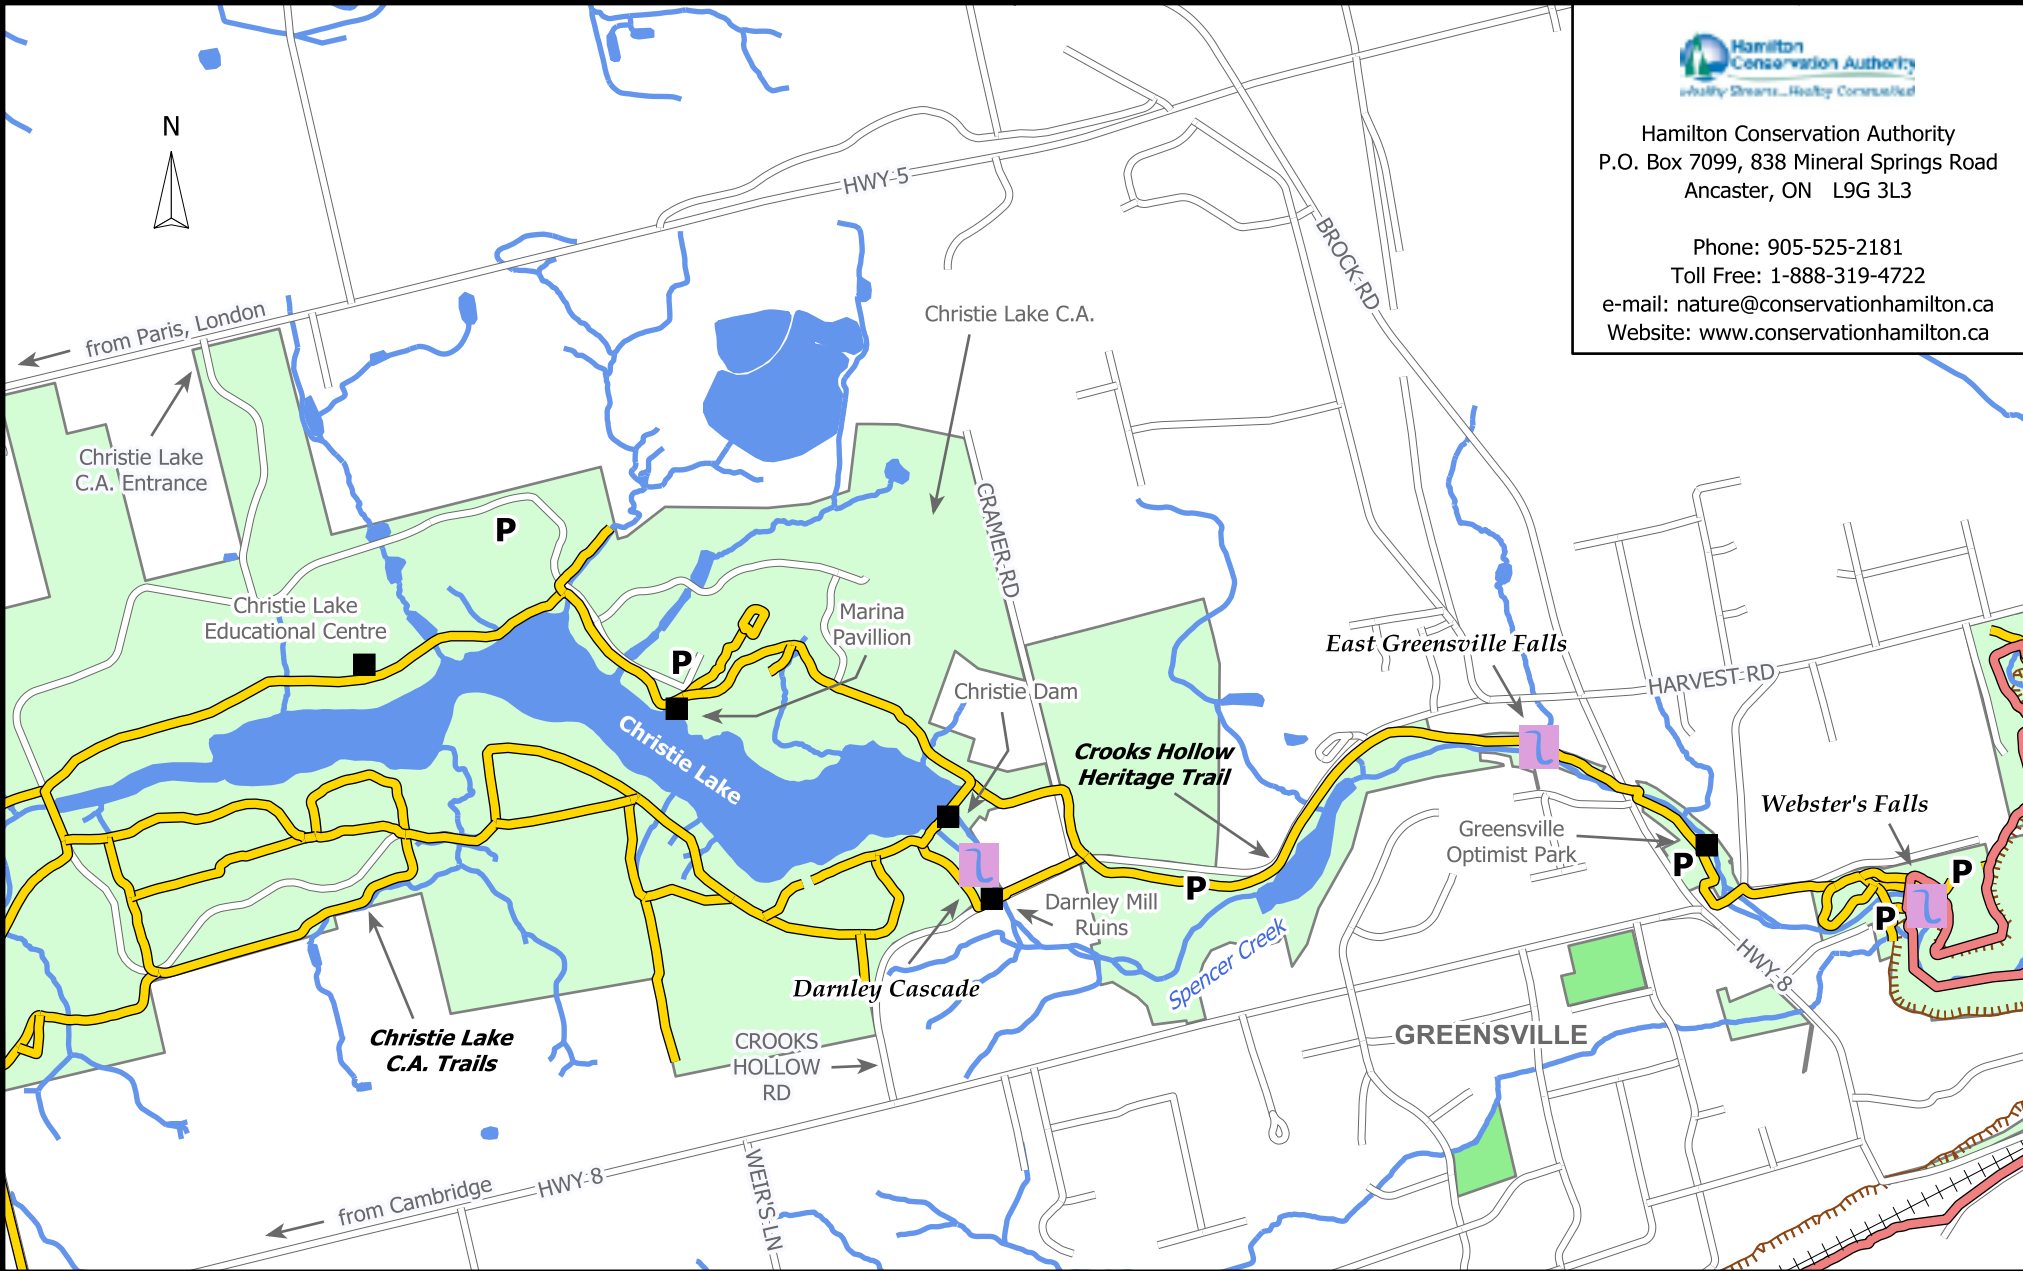 Hamilton
Conservation Authority
Healthy Streams...Healthy Communities!
Hamilton Conservation Authority
P.O. Box 7099, 838 Mineral Springs Road
Ancaster, ON L9G 3L3
Phone: 905-525-2181
Toll Free: 1-888-319-4722
e-mail: nature@conservationhamilton.ca
Website: www.conservationhamilton.ca
N
HWY 5
BROCK RD
from Paris, London
Christie Lake C.A.
Christie Lake
C.A. Entrance
P
CRAMER RD
Christie Lake
Educational Centre
Marina
Pavillion
P
East Greensville Falls
HARVEST RD
Christie Dam
Christie Lake
Crooks Hollow
Heritage Trail
Webster's Falls
Greensville
Optimist Park
P
P
P
P
Darnley Mill
Ruins
Darnley Cascade
Spencer Creek
HWY 8
Christie Lake
C.A. Trails
CROOKS
HOLLOW
RD
GREENSVILLE
from Cambridge
HWY 8
WEIR'S LN